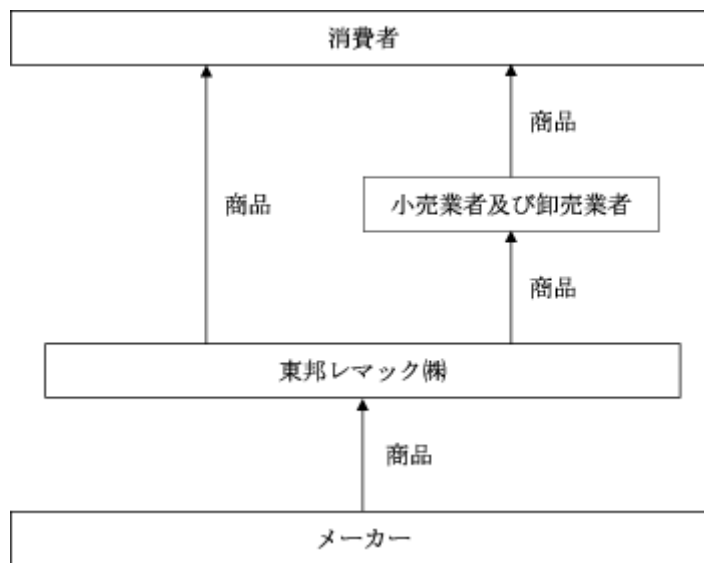 消費者
商品
小売業者及び卸売業者
商品
商品
東邦レマック㈱
商品
メーカー